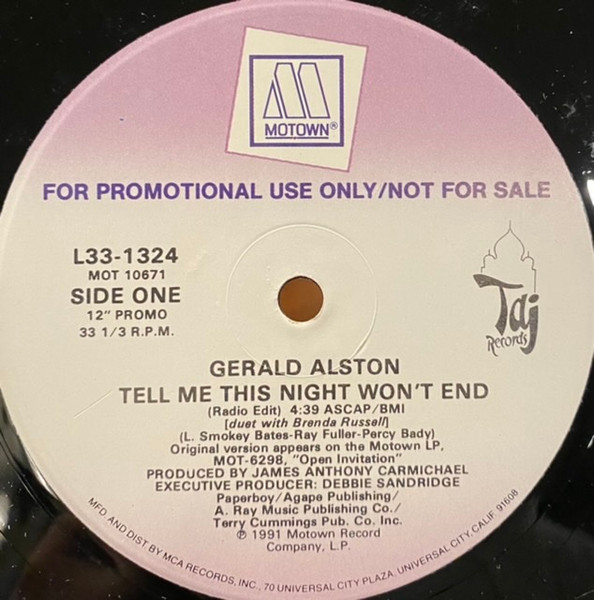 MOTOWN®
FOR PROMOTIONAL USE ONLY/NOT FOR SALE
L33-1324
MOT 10671
SIDE ONE
12" PROMO
33 1/3 R.P.M.
Taj
Records
GERALD ALSTON
TELL ME THIS NIGHT WON'T END
(Radio Edit) 4:39 ASCAP/BMI
[duet with Brenda Russell]
(L. Smokey Bates-Ray Fuller-Percy Bady)
Original version appears on the Motown LP,
MOT-6298, "Open Invitation"
PRODUCED BY JAMES ANTHONY CARMICHAEL
EXECUTIVE PRODUCER: DEBBIE SANDRIDGE
Paperboy/Agape Publishing/
A. Ray Music Publishing Co./
Terry Cummings Pub. Co. Inc.
℗ 1991 Motown Record
Company, L.P.
MFD. AND DIST BY MCA RECORDS, INC., 70 UNIVERSAL CITY PLAZA, UNIVERSAL CITY, CALIF. 91608